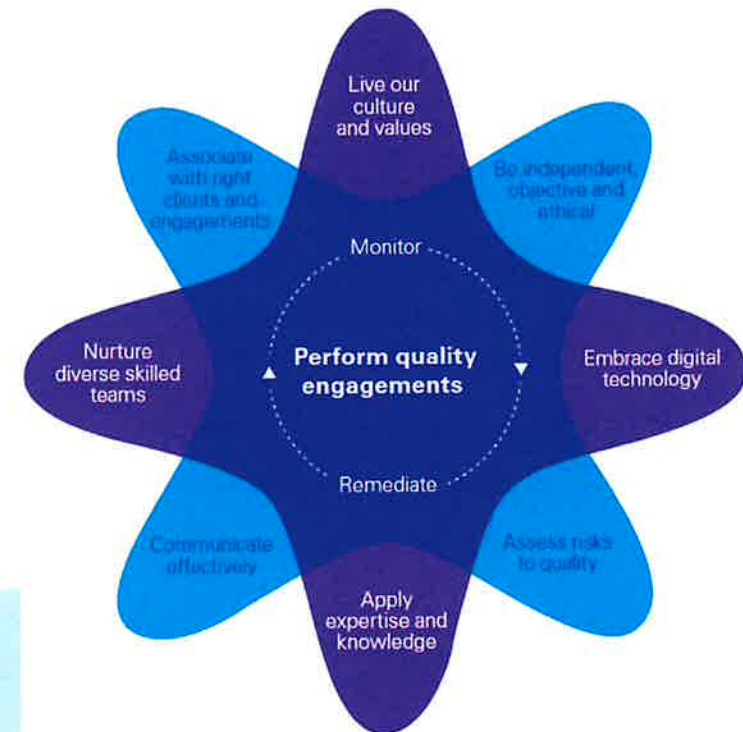 Live our
culture
and values
Associate
with right
clients and
engagements
Be independent,
objective and
ethical
Monitor
Nurture
diverse skilled
teams
Perform quality
engagements
Embrace digital
technology
Remediate
Communicate
effectively
Assess risks
to quality
Apply
expertise and
knowledge